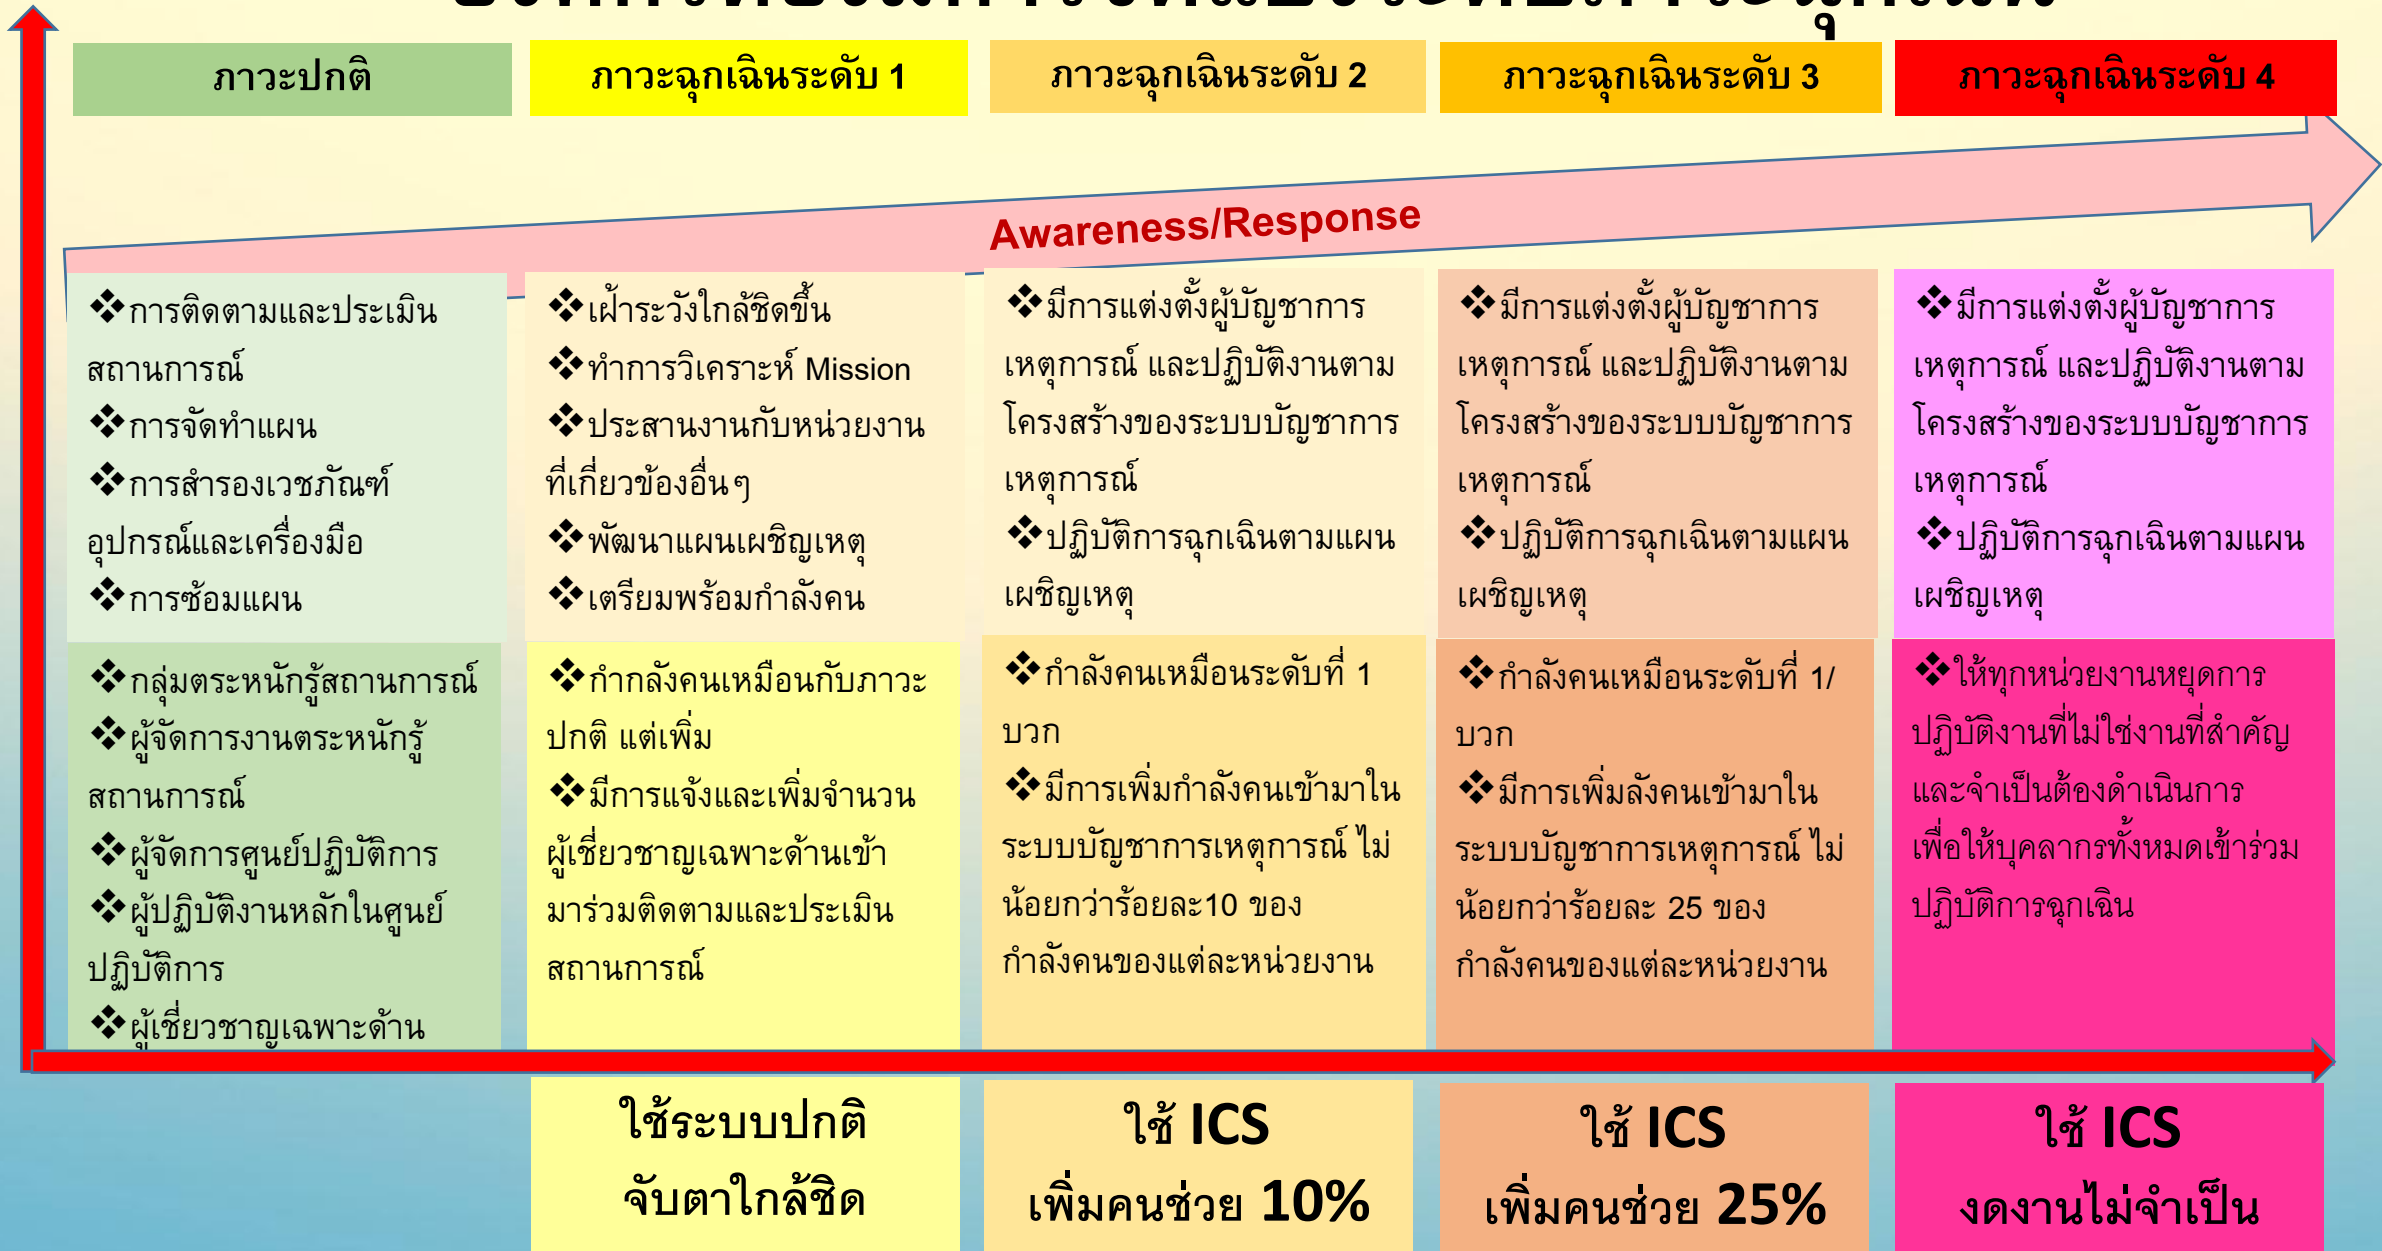 ภาวะปกติ
ภาวะฉุกเฉินระดับ 1
ภาวะฉุกเฉินระดับ 2
ภาวะฉุกเฉินระดับ 3
ภาวะฉุกเฉินระดับ 4
Awareness/Response
❖การติดตามและประเมิน
สถานการณ์
❖การจัดทำแผน
❖การสำรองเวชภัณฑ์
อุปกรณ์และเครื่องมือ
❖การซ้อมแผน
❖เฝ้าระวังใกล้ชิดขึ้น
❖ทำการวิเคราะห์ Mission
❖ประสานงานกับหน่วยงาน
ที่เกี่ยวข้องอื่นๆ
❖พัฒนาแผนเผชิญเหตุ
❖เตรียมพร้อมกำลังคน
❖มีการแต่งตั้งผู้บัญชาการ
เหตุการณ์ และปฏิบัติงานตาม
โครงสร้างของระบบบัญชาการ
เหตุการณ์
❖ปฏิบัติการฉุกเฉินตามแผน
เผชิญเหตุ
❖มีการแต่งตั้งผู้บัญชาการ
เหตุการณ์ และปฏิบัติงานตาม
โครงสร้างของระบบบัญชาการ
เหตุการณ์
❖ปฏิบัติการฉุกเฉินตามแผน
เผชิญเหตุ
❖มีการแต่งตั้งผู้บัญชาการ
เหตุการณ์ และปฏิบัติงานตาม
โครงสร้างของระบบบัญชาการ
เหตุการณ์
❖ปฏิบัติการฉุกเฉินตามแผน
เผชิญเหตุ
❖กลุ่มตระหนักรู้สถานการณ์
❖ผู้จัดการงานตระหนักรู้
สถานการณ์
❖ผู้จัดการศูนย์ปฏิบัติการ
❖ผู้ปฏิบัติงานหลักในศูนย์
ปฏิบัติการ
❖ผู้เชี่ยวชาญเฉพาะด้าน
❖กำกลังคนเหมือนกับภาวะ
ปกติ แต่เพิ่ม
❖มีการแจ้งและเพิ่มจำนวน
ผู้เชี่ยวชาญเฉพาะด้านเข้า
มาร่วมติดตามและประเมิน
สถานการณ์
❖กำลังคนเหมือนระดับที่ 1
บวก
❖มีการเพิ่มกำลังคนเข้ามาใน
ระบบบัญชาการเหตุการณ์ ไม่
น้อยกว่าร้อยละ10 ของ
กำลังคนของแต่ละหน่วยงาน
❖กำลังคนเหมือนระดับที่ 1/
บวก
❖มีการเพิ่มลังคนเข้ามาใน
ระบบบัญชาการเหตุการณ์ ไม่
น้อยกว่าร้อยละ 25 ของ
กำลังคนของแต่ละหน่วยงาน
❖ให้ทุกหน่วยงานหยุดการ
ปฏิบัติงานที่ไม่ใช่งานที่สำคัญ
และจำเป็นต้องดำเนินการ
เพื่อให้บุคลากรทั้งหมดเข้าร่วม
ปฏิบัติการฉุกเฉิน
ใช้ระบบปกติ
จับตาใกล้ชิด
ใช้ ICS
เพิ่มคนช่วย 10%
ใช้ ICS
เพิ่มคนช่วย 25%
ใช้ ICS
งดงานไม่จำเป็น